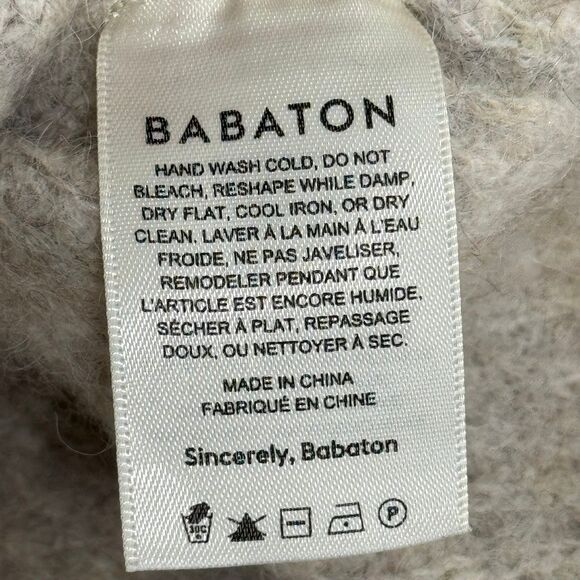 BABATON
HAND WASH COLD, DO NOT
BLEACH, RESHAPE WHILE DAMP,
DRY FLAT, COOL IRON, OR DRY
CLEAN. LAVER À LA MAIN À L'EAU
FROIDE, NE PAS JAVELISER,
REMODELER PENDANT QUE
L'ARTICLE EST ENCORE HUMIDE,
SÉCHER À PLAT, REPASSAGE
DOUX, OU NETTOYER À SEC.
MADE IN CHINA
FABRIQUÉ EN CHINE
Sincerely, Babaton
30C P